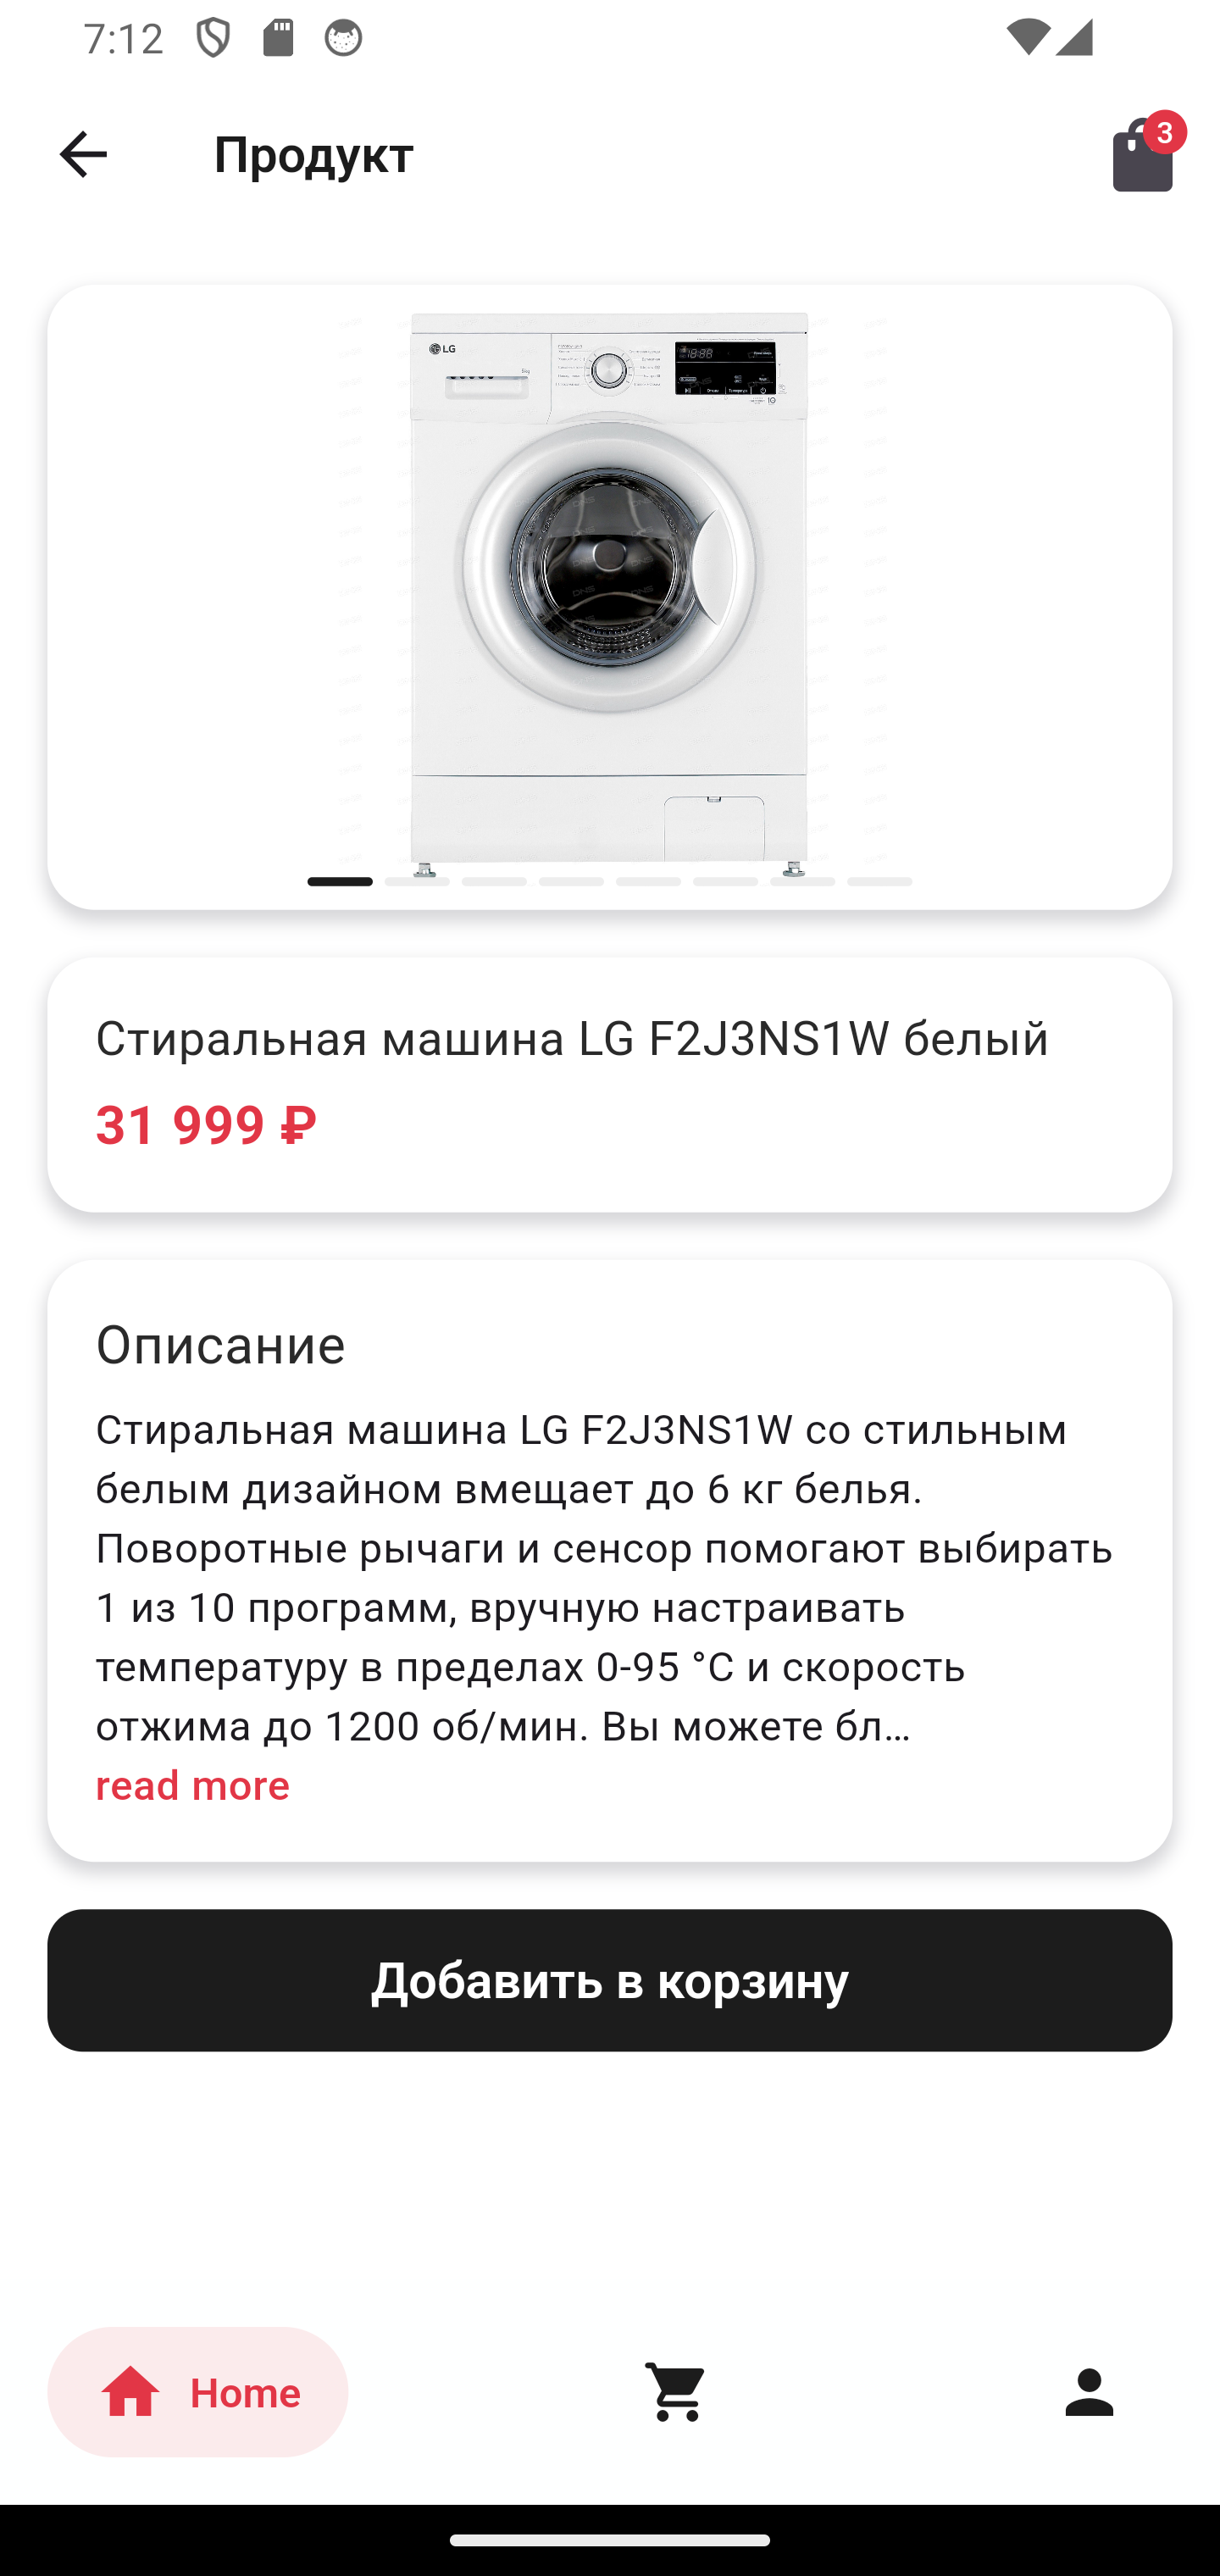 7:12
Продукт
3
LG
18:88
Стиральная машина LG F2J3NS1W белый
31 999 ₽
Описание
Стиральная машина LG F2J3NS1W со стильным
белым дизайном вмещает до 6 кг белья.
Поворотные рычаги и сенсор помогают выбирать
1 из 10 программ, вручную настраивать
температуру в пределах 0-95 °C и скорость
отжима до 1200 об/мин. Вы можете бл…
read more
Добавить в корзину
Home